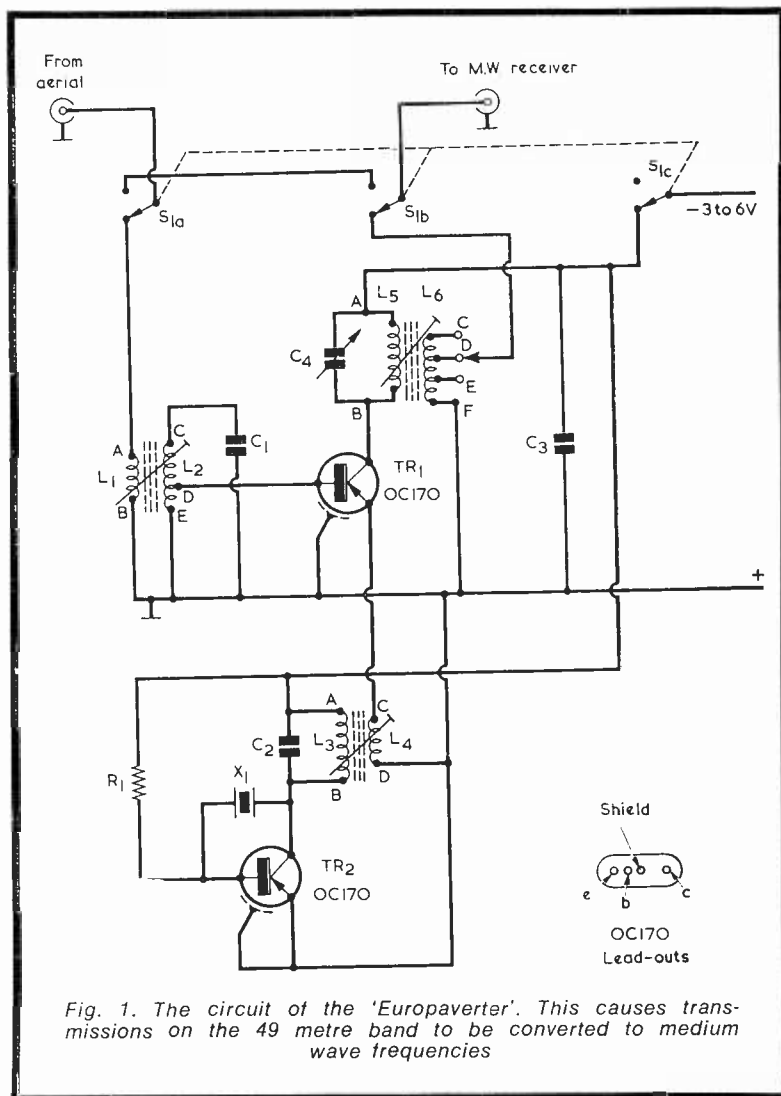 From
aerial
To M.W receiver
S1a
S1b
S1c
−3 to 6V
A
L5
L6
C
D
E
F
C4
B
C
A
L1
L2
C1
B
D
E
TR1
OC170
C3
+
A
C
C2
L3
L4
B
D
R1
X1
TR2
OC170
Shield
e
b
c
OC170
Lead-outs
Fig. 1. The circuit of the 'Europaverter'. This causes trans-
missions on the 49 metre band to be converted to medium
wave frequencies